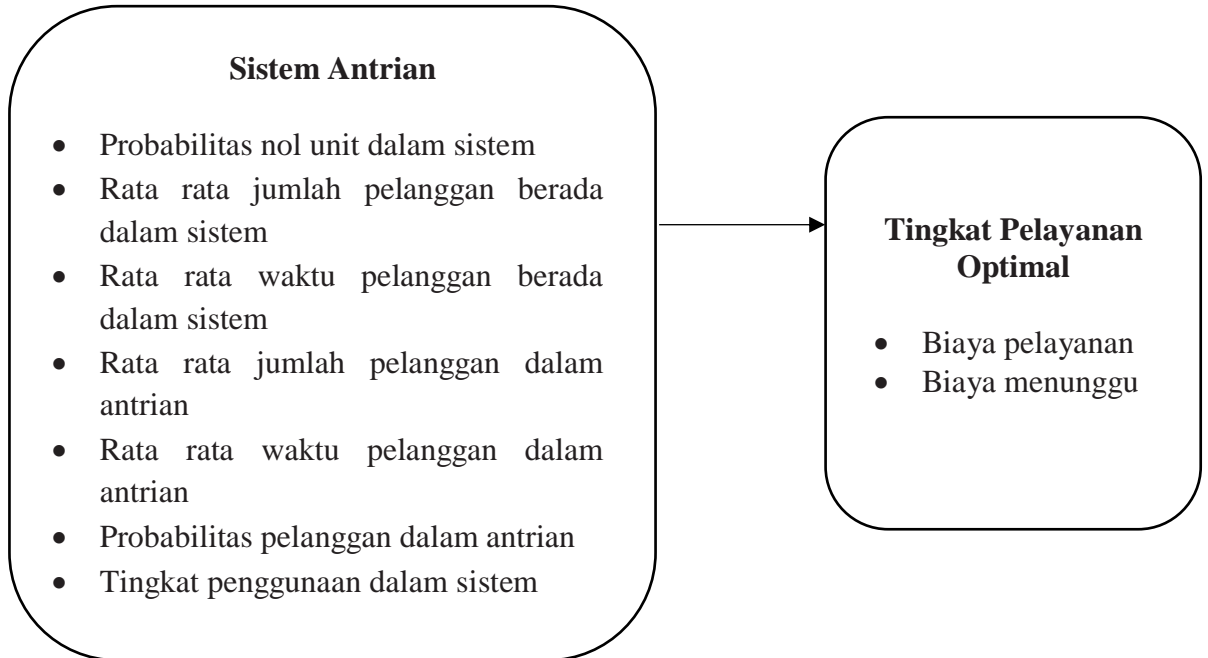 Sistem Antrian
• Probabilitas nol unit dalam sistem
• Rata rata jumlah pelanggan berada
dalam sistem
• Rata rata waktu pelanggan berada
dalam sistem
• Rata rata jumlah pelanggan dalam
antrian
• Rata rata waktu pelanggan dalam
antrian
• Probabilitas pelanggan dalam antrian
• Tingkat penggunaan dalam sistem
Tingkat Pelayanan
Optimal
• Biaya pelayanan
• Biaya menunggu